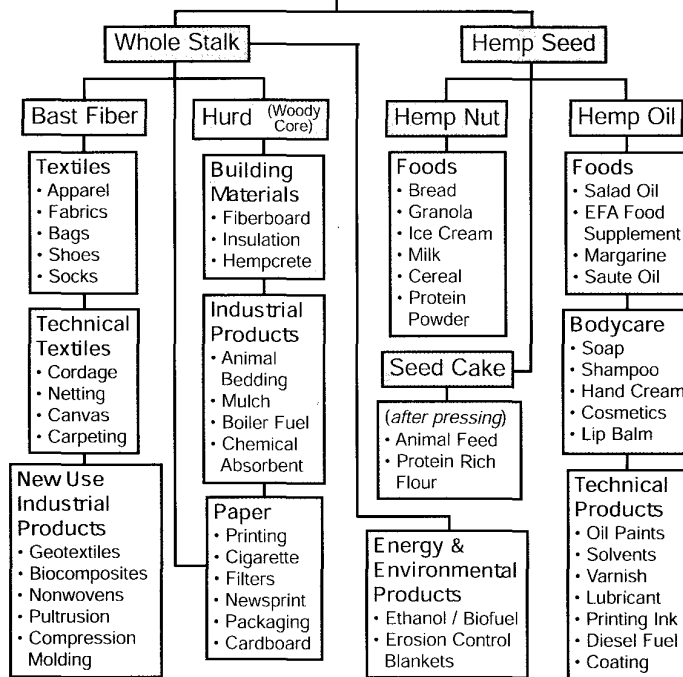 Whole Stalk
Hemp Seed
Bast Fiber
Hurd (Woody
Core)
Hemp Nut
Hemp Oil
Textiles
• Apparel
• Fabrics
• Bags
• Shoes
• Socks
Technical
Textiles
• Cordage
• Netting
• Canvas
• Carpeting
New Use
Industrial
Products
• Geotextiles
• Biocomposites
• Nonwovens
• Pultrusion
• Compression
Molding
Building
Materials
• Fiberboard
• Insulation
• Hempcrete
Industrial
Products
• Animal
Bedding
• Mulch
• Boiler Fuel
• Chemical
Absorbent
Paper
• Printing
• Cigarette
• Filters
• Newsprint
• Packaging
• Cardboard
Foods
• Bread
• Granola
• Ice Cream
• Milk
• Cereal
• Protein
Powder
Seed Cake
(after pressing)
• Animal Feed
• Protein Rich
Flour
Energy &
Environmental
Products
• Ethanol / Biofuel
• Erosion Control
Blankets
Foods
• Salad Oil
• EFA Food
Supplement
• Margarine
• Saute Oil
Bodycare
• Soap
• Shampoo
• Hand Cream
• Cosmetics
• Lip Balm
Technical
Products
• Oil Paints
• Solvents
• Varnish
• Lubricant
• Printing Ink
• Diesel Fuel
• Coating